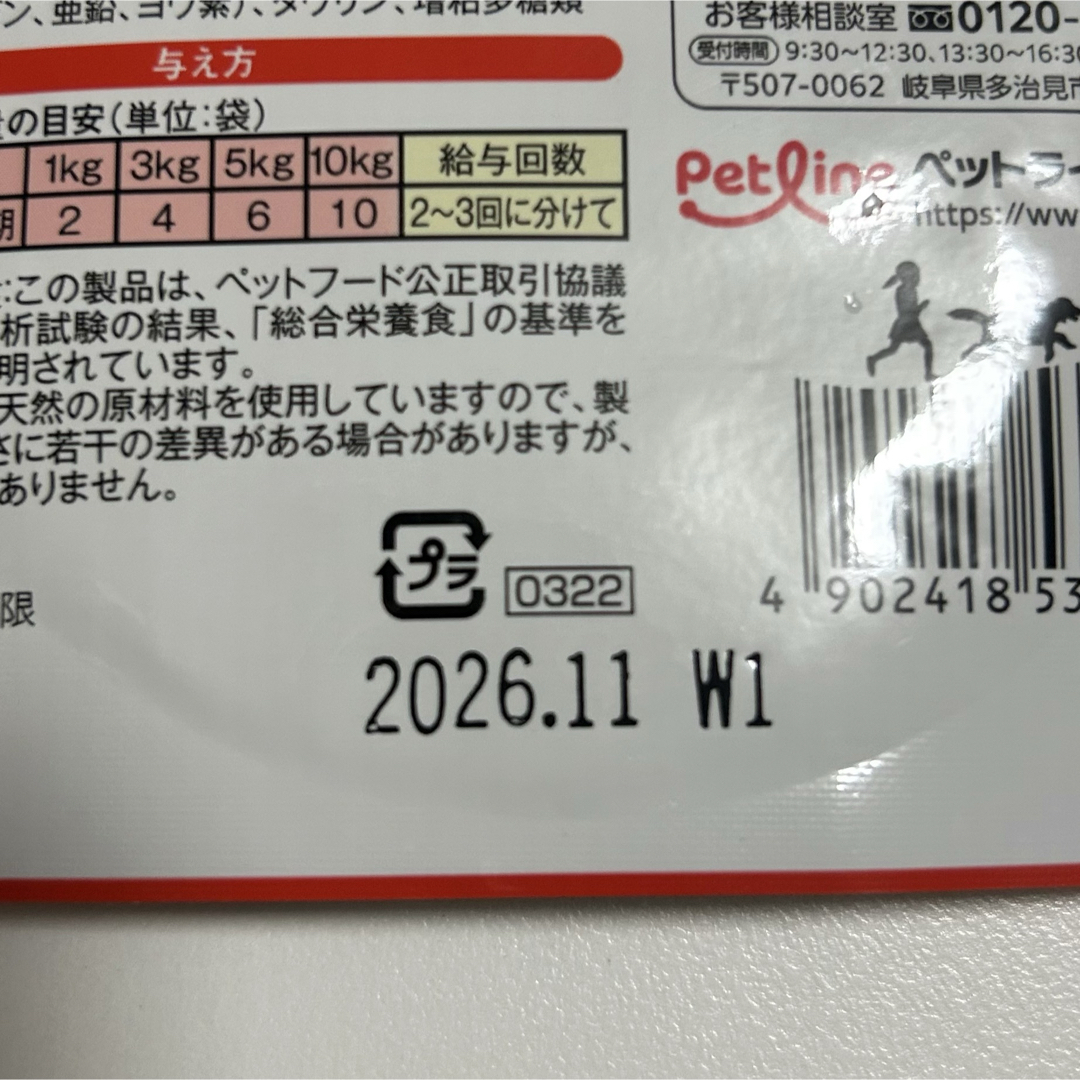 ン、亜鉛、ヨウ素)、タウリン、増粘多糖類
与え方
量の目安(単位:袋)
1kg 3kg 5kg 10kg 給与回数
期 2 4 6 10 2~3回に分けて
:この製品は、ペットフード公正取引協議
析試験の結果、「総合栄養食」の基準を
明されています。
天然の原材料を使用していますので、製
さに若干の差異がある場合がありますが、
ありません。
限
プラ
0322
2026.11 W1
お客様相談室 0120-
受付時間 9:30~12:30、13:30~16:30
〒507-0062 岐阜県多治見市
Petline ペットライ
https://ww
4 902418 53